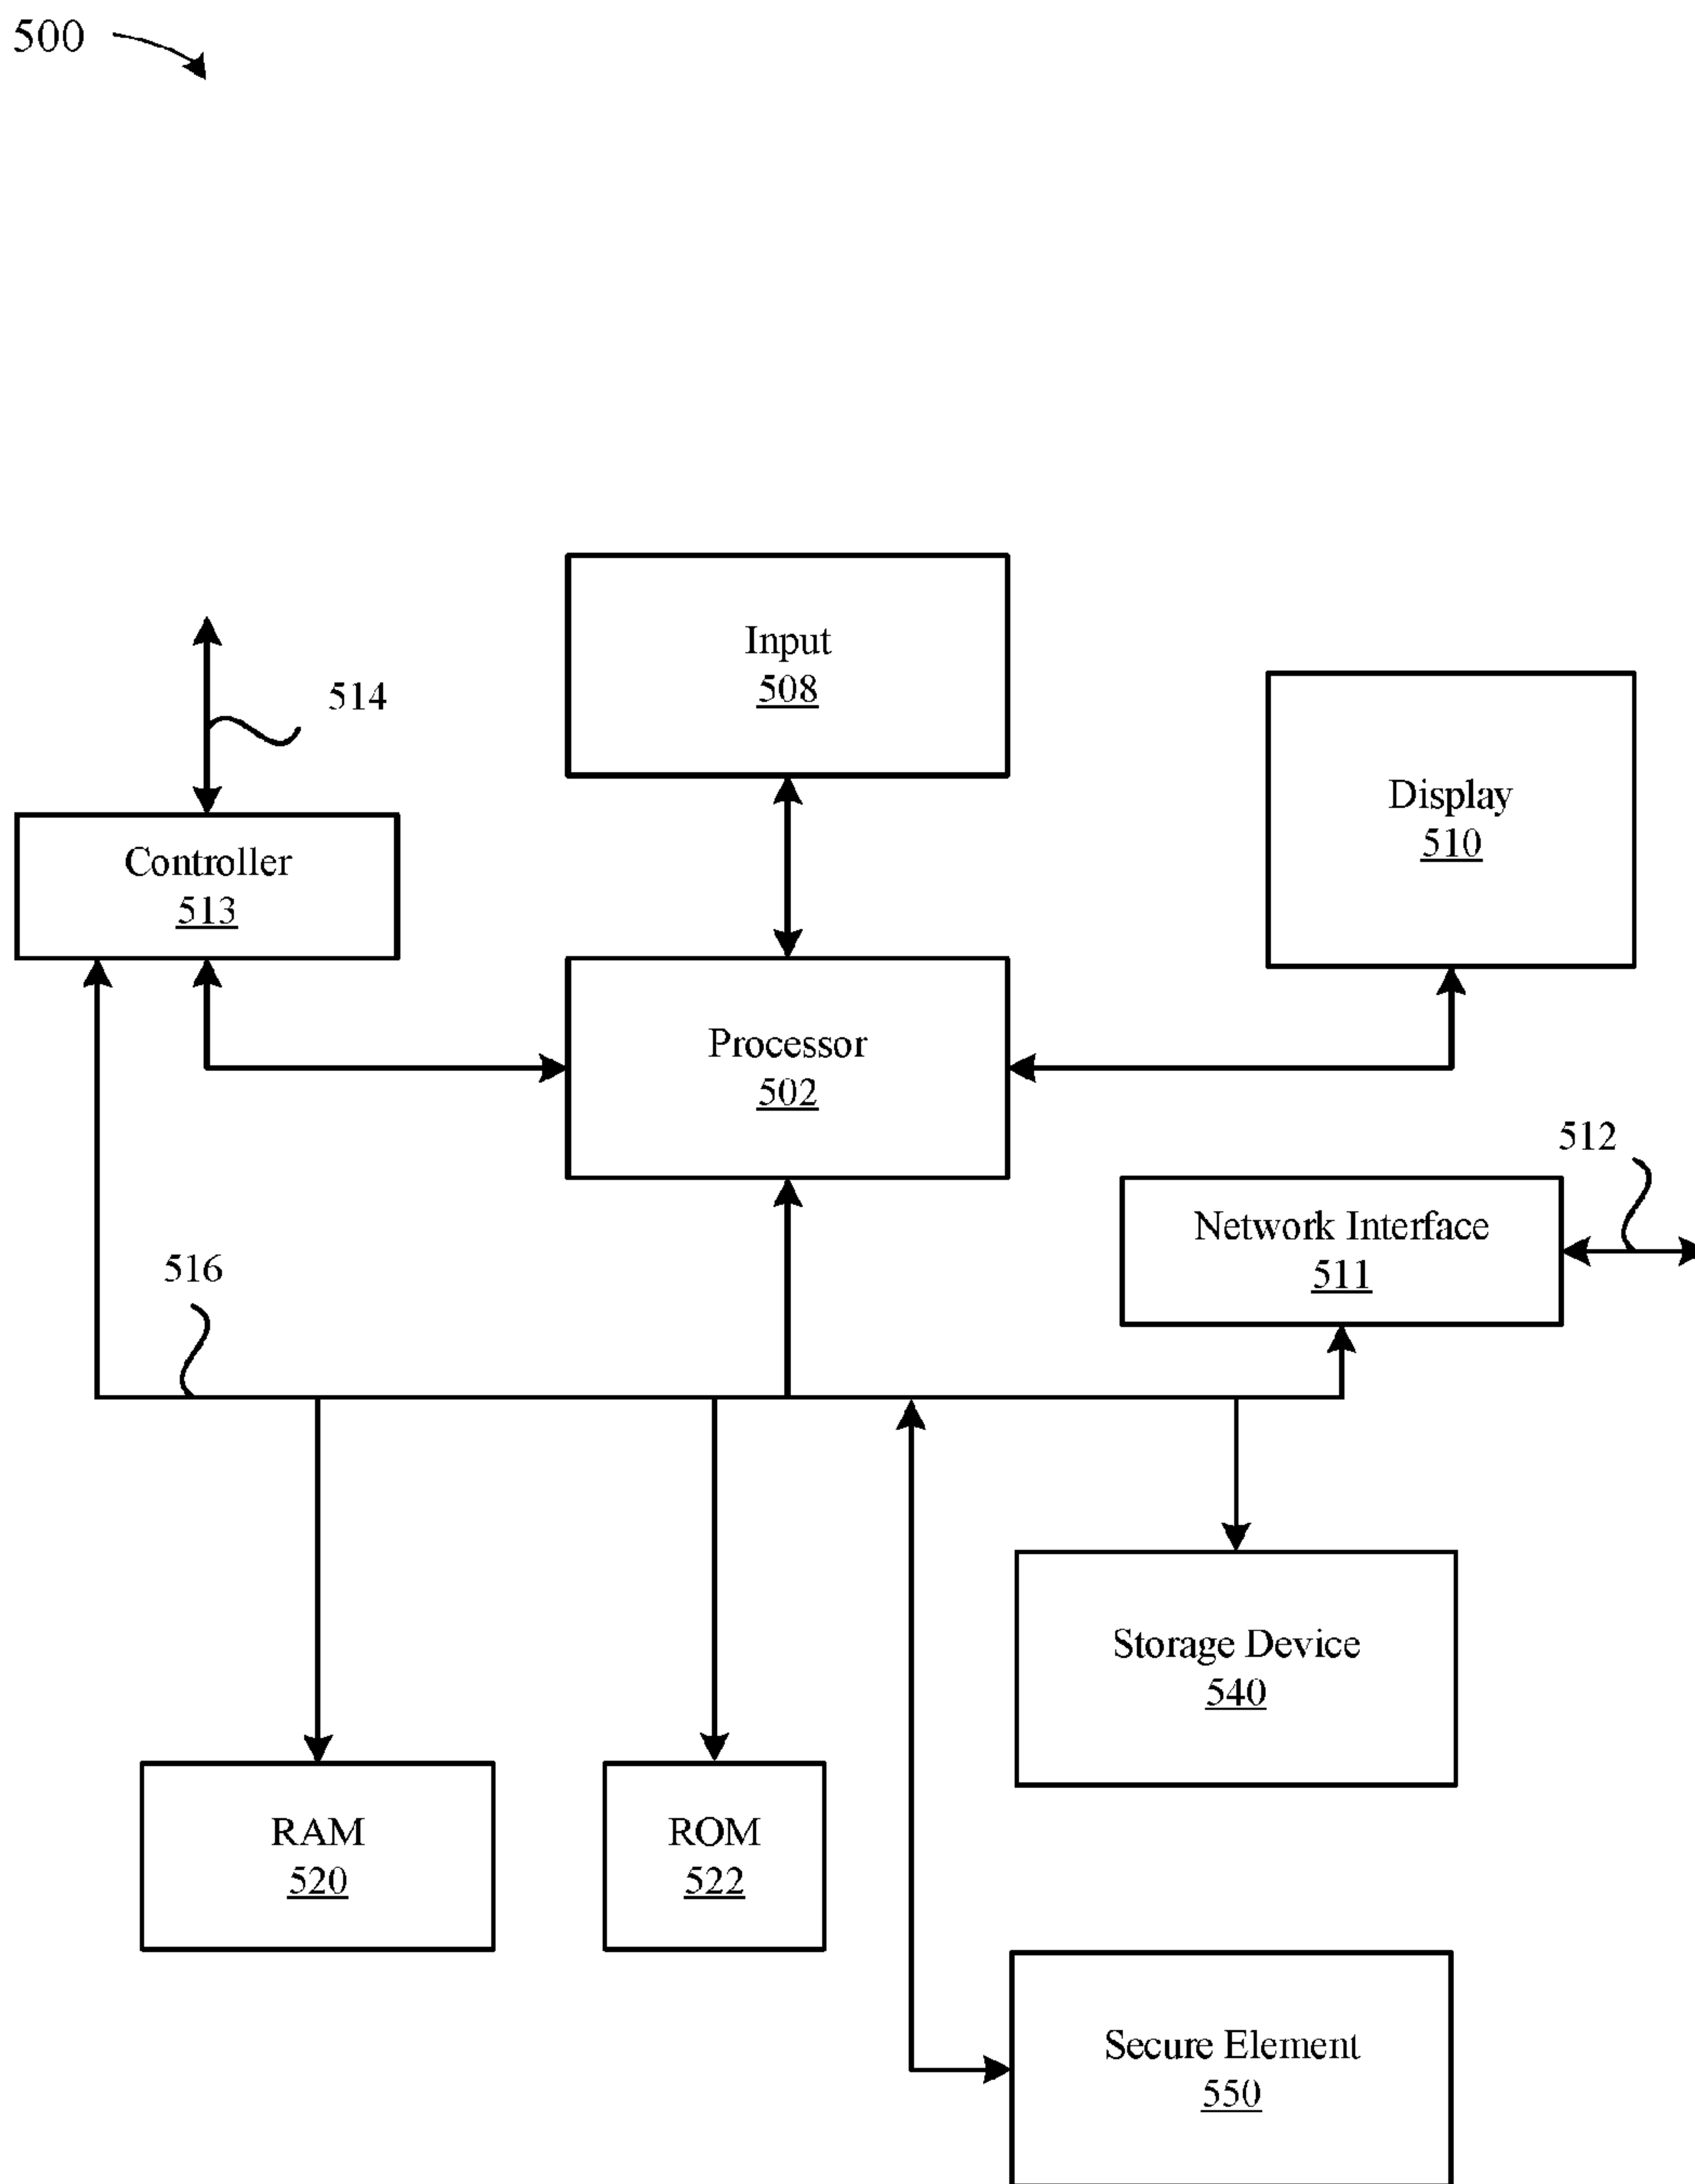 500
Input
508
514
Display
510
Controller
513
Processor
502
512
Network Interface
511
516
Storage Device
540
RAM
520
ROM
522
Secure Element
550